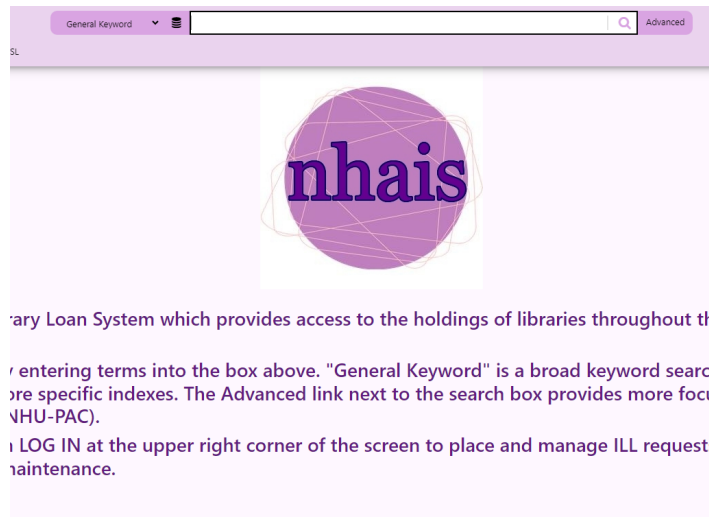 General Keyword
Advanced
SL
nhais
rary Loan System which provides access to the holdings of libraries throughout th
y entering terms into the box above. "General Keyword" is a broad keyword searc
ore specific indexes. The Advanced link next to the search box provides more focu
NHU-PAC).
LOG IN at the upper right corner of the screen to place and manage ILL request
naintenance.